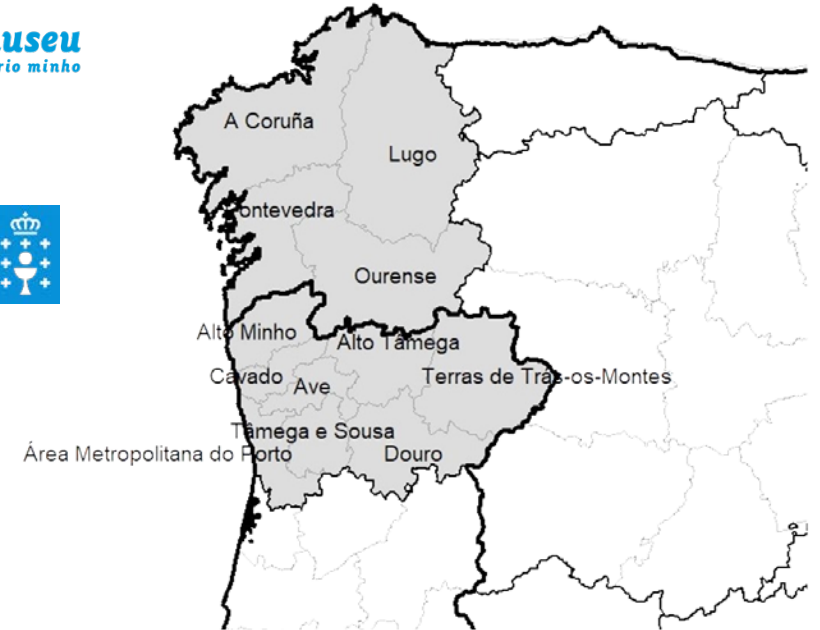 useu
rio minho
A Coruña
Lugo
ontevedra
Ourense
Alto Minho
Alto Tâmega
Cávado
Ave
Terras de Trás-os-Montes
Tâmega e Sousa
Área Metropolitana do Porto
Douro